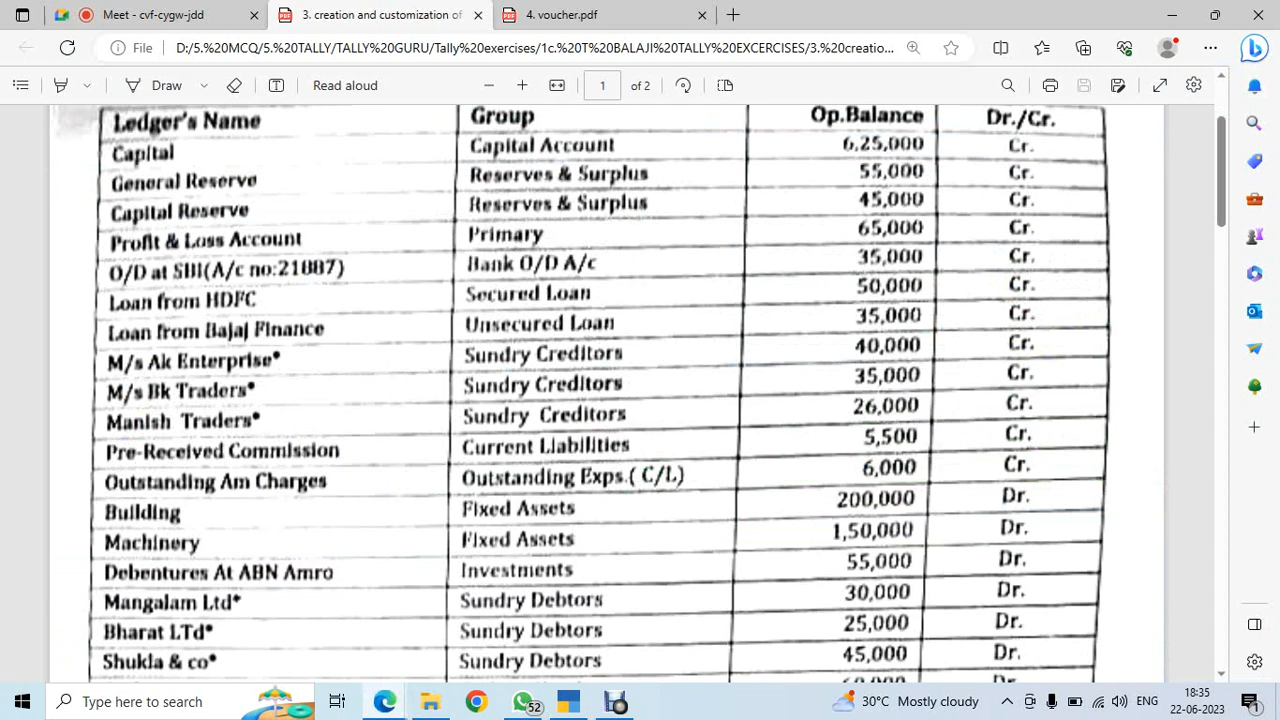 Meet - cvf-cygw-jdd
3. creation and customization of
4. voucher.pdf
File
D:/5.%20MCQ/5.%20TALLY/TALLY%20GURU/Tally%20exercises/1c.%20T%20BALAJI%20TALLY%20EXCERCISES/3.%20creatio...
Draw
Read aloud
1 of 2
Ledger's Name Group Op.Balance Dr./Cr.
Capital Capital Account 6,25,000 Cr.
General Reserve Reserves & Surplus 55,000 Cr.
Capital Reserve Reserves & Surplus 45,000 Cr.
Profit & Loss Account Primary 65,000 Cr.
O/D at SBI(A/c no:21887) Bank O/D A/c 35,000 Cr.
Loan from HDFC Secured Loan 50,000 Cr.
Loan from Bajaj Finance Unsecured Loan 35,000 Cr.
M/s Ak Enterprise* Sundry Creditors 40,000 Cr.
M/s Bk Traders* Sundry Creditors 35,000 Cr.
Manish Traders* Sundry Creditors 26,000 Cr.
Pre-Received Commission Current Liabilities 5,500 Cr.
Outstanding Am Charges Outstanding Exps.( C/L) 6,000 Cr.
Building Fixed Assets 200,000 Dr.
Machinery Fixed Assets 1,50,000 Dr.
Debentures At ABN Amro Investments 55,000 Dr.
Mangalam Ltd* Sundry Debtors 30,000 Dr.
Bharat LTd* Sundry Debtors 25,000 Dr.
Shukla & co* Sundry Debtors 45,000 Dr.
Type here to search
52
30°C Mostly cloudy
ENG
18:35
22-06-2023
1